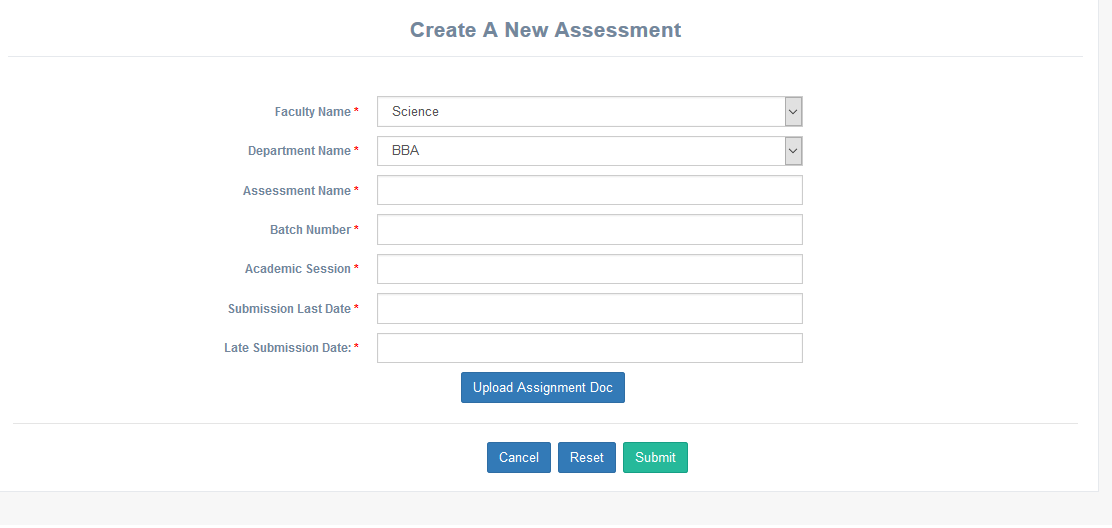 Create A New Assessment
Faculty Name * Science
Department Name * BBA
Assessment Name *
Batch Number *
Academic Session *
Submission Last Date *
Late Submission Date: *
Upload Assignment Doc
Cancel Reset Submit